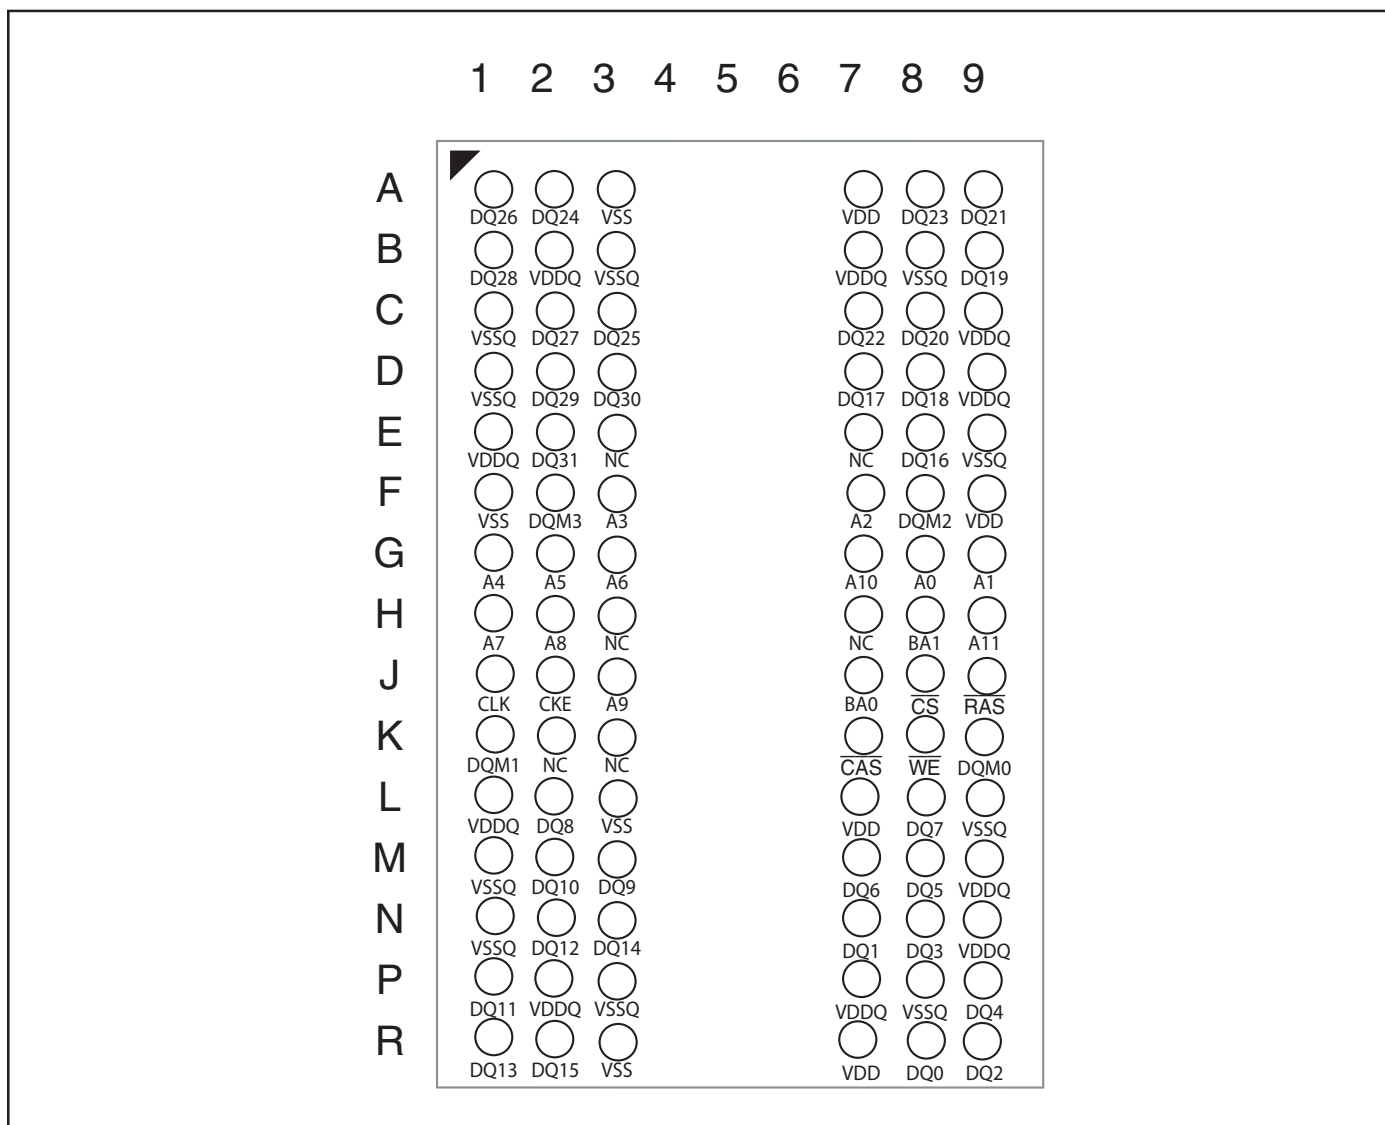 1 2 3 4 5 6 7 8 9
A
DQ26 DQ24 VSS VDD DQ23 DQ21
B
DQ28 VDDQ VSSQ VDDQ VSSQ DQ19
C
VSSQ DQ27 DQ25 DQ22 DQ20 VDDQ
D
VSSQ DQ29 DQ30 DQ17 DQ18 VDDQ
E
VDDQ DQ31 NC NC DQ16 VSSQ
F
VSS DQM3 A3 A2 DQM2 VDD
G
A4 A5 A6 A10 A0 A1
H
A7 A8 NC NC BA1 A11
J
CLK CKE A9 BA0 C̅S̅ R̅A̅S̅
K
DQM1 NC NC C̅A̅S̅ W̅E̅ DQM0
L
VDDQ DQ8 VSS VDD DQ7 VSSQ
M
VSSQ DQ10 DQ9 DQ6 DQ5 VDDQ
N
VSSQ DQ12 DQ14 DQ1 DQ3 VDDQ
P
DQ11 VDDQ VSSQ VDDQ VSSQ DQ4
R
DQ13 DQ15 VSS VDD DQ0 DQ2